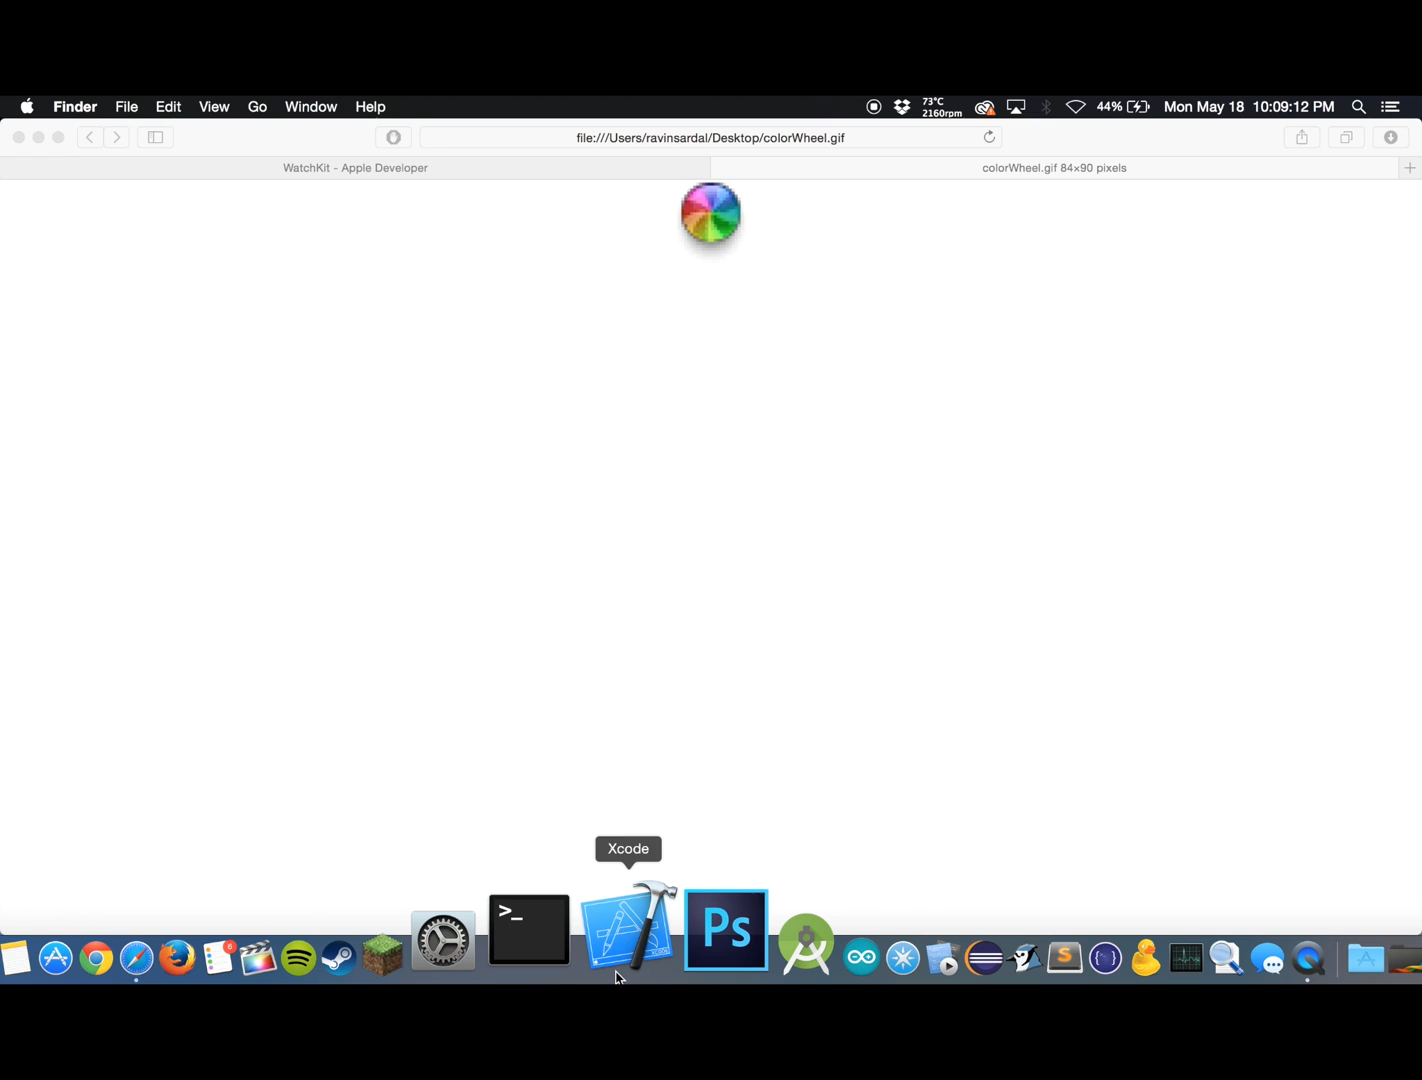 Finder File Edit View Go Window Help 73°C 2160rpm 44% Mon May 18 10:09:12 PM
file:///Users/ravinsardal/Desktop/colorWheel.gif
WatchKit - Apple Developer
colorWheel.gif 84×90 pixels
Xcode
6
>_
Ps
S
{ }